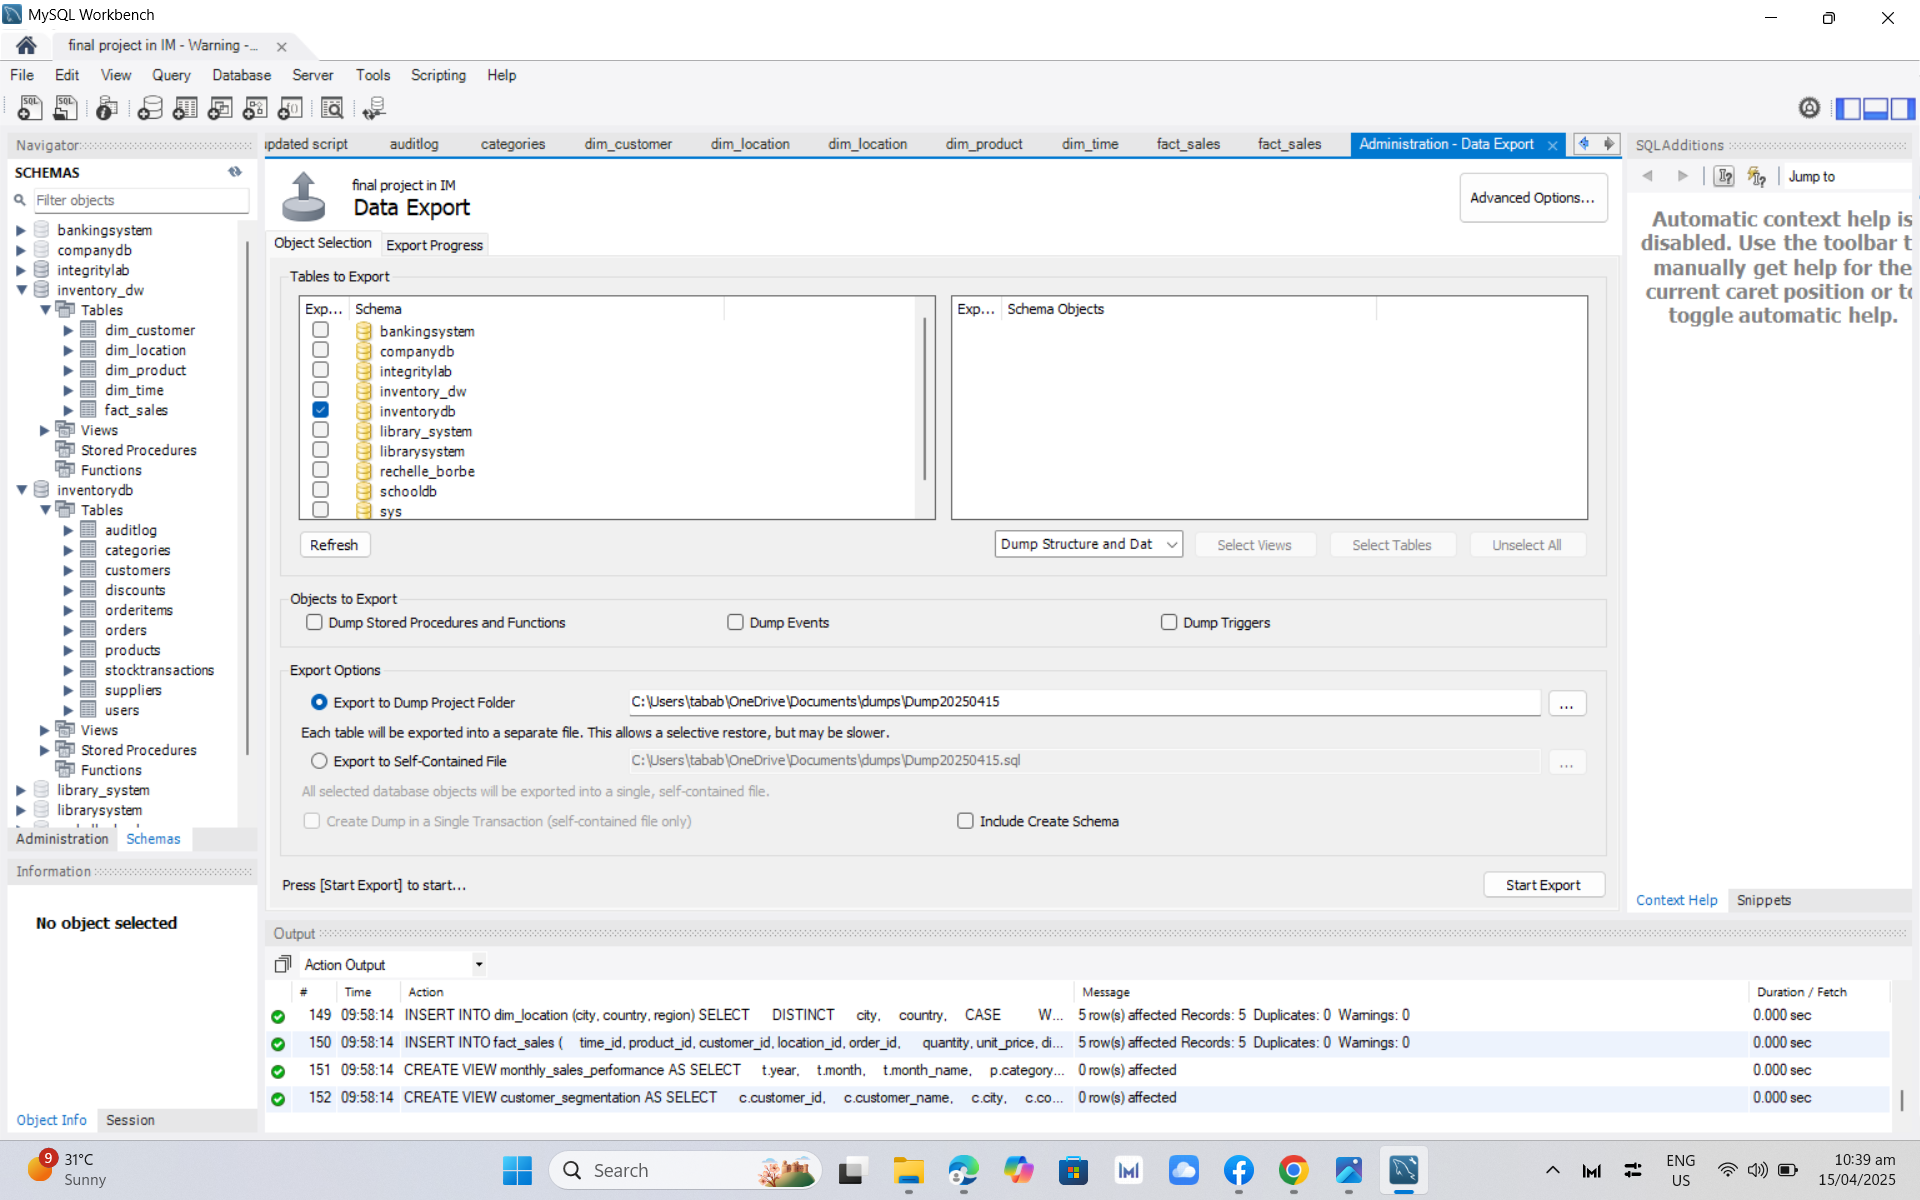 MySQL Workbench
final project in IM - Warning -...
File Edit View Query Database Server Tools Scripting Help
Navigator
SCHEMAS
Filter objects
bankingsystem
companydb
integritylab
inventory_dw
Tables
dim_customer
dim_location
dim_product
dim_time
fact_sales
Views
Stored Procedures
Functions
inventorydb
Tables
auditlog
categories
customers
discounts
orderitems
orders
products
stocktransactions
suppliers
users
Views
Stored Procedures
Functions
library_system
librarysystem
Administration Schemas
Information
No object selected
Object Info Session
updated script auditlog categories dim_customer dim_location dim_location dim_product dim_time fact_sales fact_sales Administration - Data Export
final project in IM
Data Export
Advanced Options...
Object Selection Export Progress
Tables to Export
Exp... Schema
bankingsystem
companydb
integritylab
inventory_dw
inventorydb
library_system
librarysystem
rechelle_borbe
schooldb
sys
Exp... Schema Objects
Refresh Dump Structure and Dat Select Views Select Tables Unselect All
Objects to Export
Dump Stored Procedures and Functions Dump Events Dump Triggers
Export Options
Export to Dump Project Folder C:\Users\tabab\OneDrive\Documents\dumps\Dump20250415 ...
Each table will be exported into a separate file. This allows a selective restore, but may be slower.
Export to Self-Contained File C:\Users\tabab\OneDrive\Documents\dumps\Dump20250415.sql ...
All selected database objects will be exported into a single, self-contained file.
Create Dump in a Single Transaction (self-contained file only) Include Create Schema
Press [Start Export] to start... Start Export
SQLAdditions
Jump to
Automatic context help is
disabled. Use the toolbar t
manually get help for the
current caret position or to
toggle automatic help.
Context Help Snippets
Output
Action Output
# Time Action Message Duration / Fetch
149 09:58:14 INSERT INTO dim_location (city, country, region) SELECT DISTINCT city, country, CASE W... 5 row(s) affected Records: 5 Duplicates: 0 Warnings: 0 0.000 sec
150 09:58:14 INSERT INTO fact_sales ( time_id, product_id, customer_id, location_id, order_id, quantity, unit_price, di... 5 row(s) affected Records: 5 Duplicates: 0 Warnings: 0 0.000 sec
151 09:58:14 CREATE VIEW monthly_sales_performance AS SELECT t.year, t.month, t.month_name, p.category... 0 row(s) affected 0.000 sec
152 09:58:14 CREATE VIEW customer_segmentation AS SELECT c.customer_id, c.customer_name, c.city, c.co... 0 row(s) affected 0.000 sec
9
31°C
Sunny
Search
ENG
US
10:39 am
15/04/2025